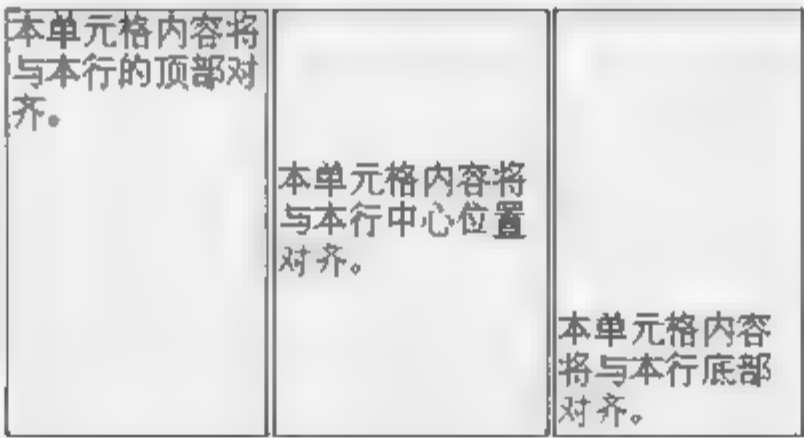 本单元格内容将
与本行的顶部对
齐。
本单元格内容将
与本行中心位置
对齐。
本单元格内容
将与本行底部
对齐。